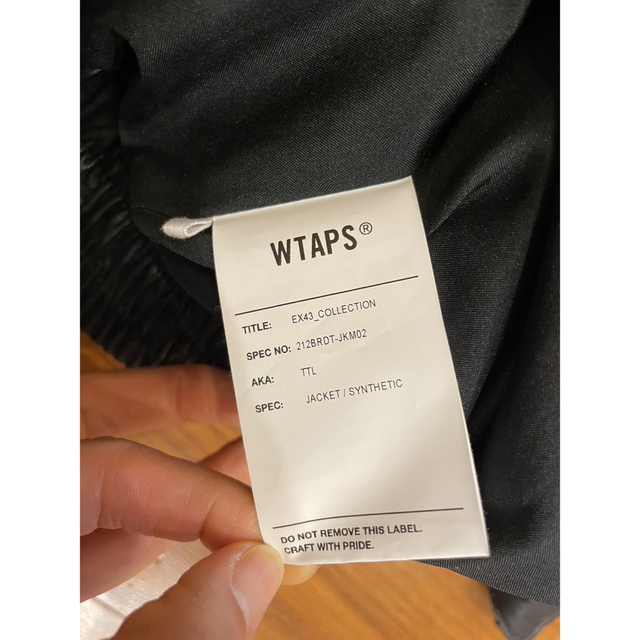 WTAPS®
TITLE: EX43_COLLECTION
SPEC NO: 212BRDT-JKM02
AKA: TTL
SPEC: JACKET / SYNTHETIC
DO NOT REMOVE THIS LABEL.
CRAFT WITH PRIDE.